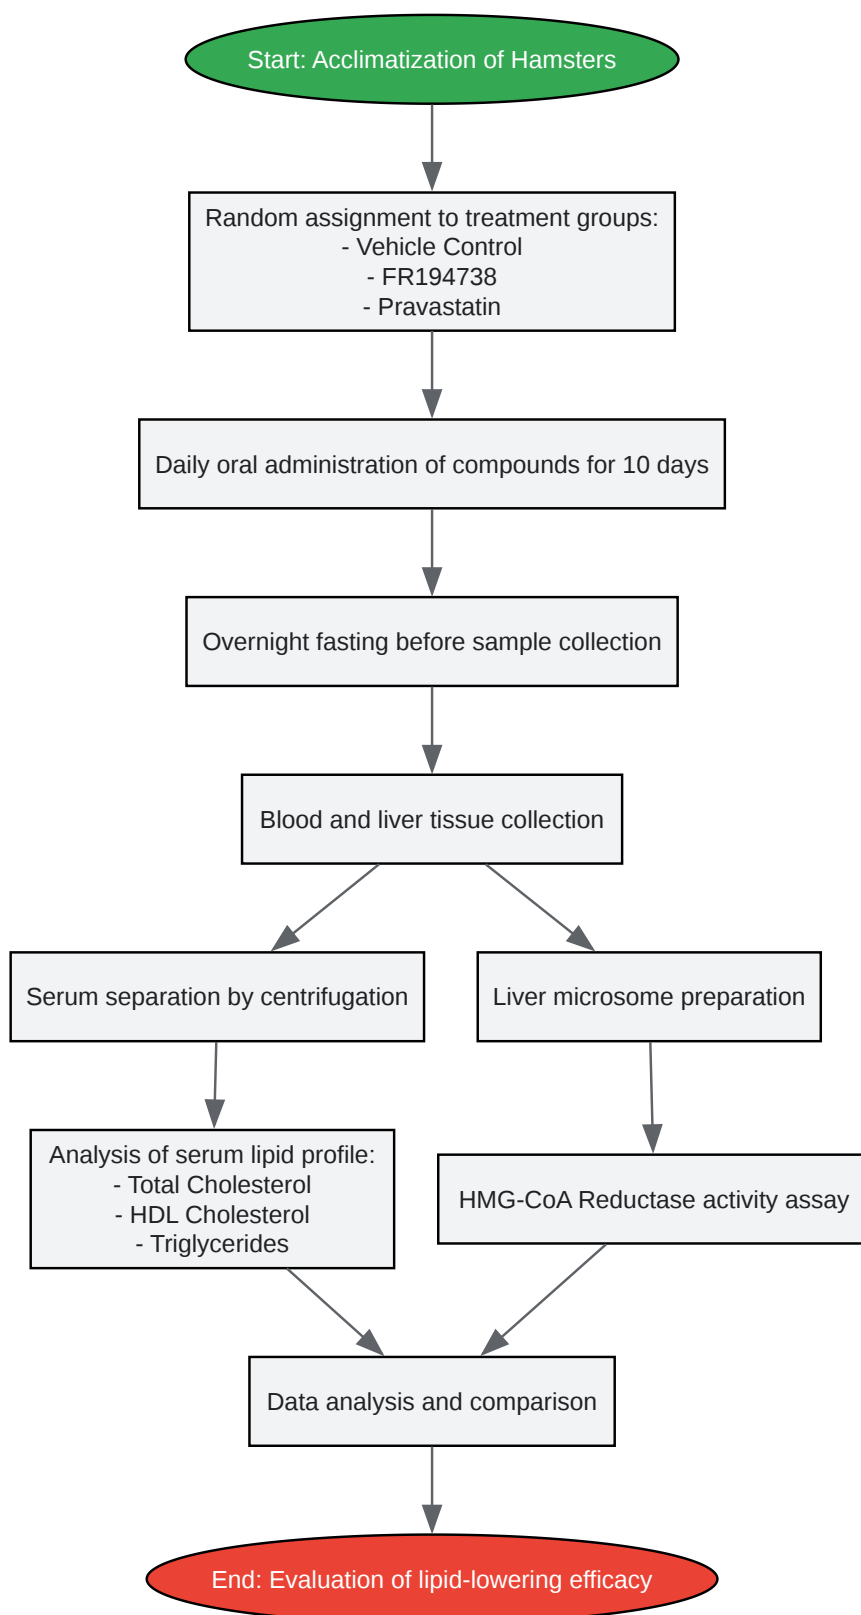 Start: Acclimatization of Hamsters
Random assignment to treatment groups:
- Vehicle Control
- FR194738
- Pravastatin
Daily oral administration of compounds for 10 days
Overnight fasting before sample collection
Blood and liver tissue collection
Serum separation by centrifugation
Liver microsome preparation
Analysis of serum lipid profile:
- Total Cholesterol
- HDL Cholesterol
- Triglycerides
HMG-CoA Reductase activity assay
Data analysis and comparison
End: Evaluation of lipid-lowering efficacy